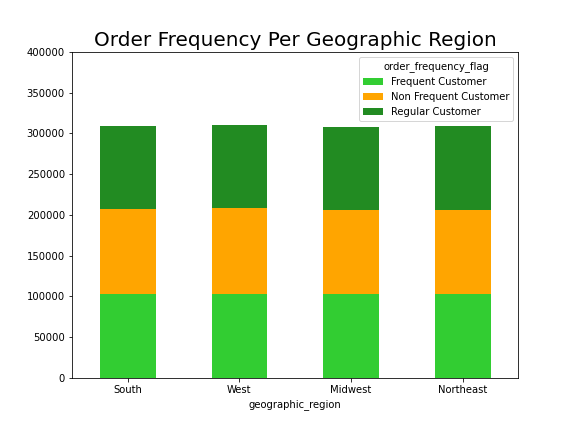 Order Frequency Per Geographic Region
400000
350000
300000
250000
200000
150000
100000
50000
0
order_frequency_flag
Frequent Customer
Non Frequent Customer
Regular Customer
South West Midwest Northeast
geographic_region